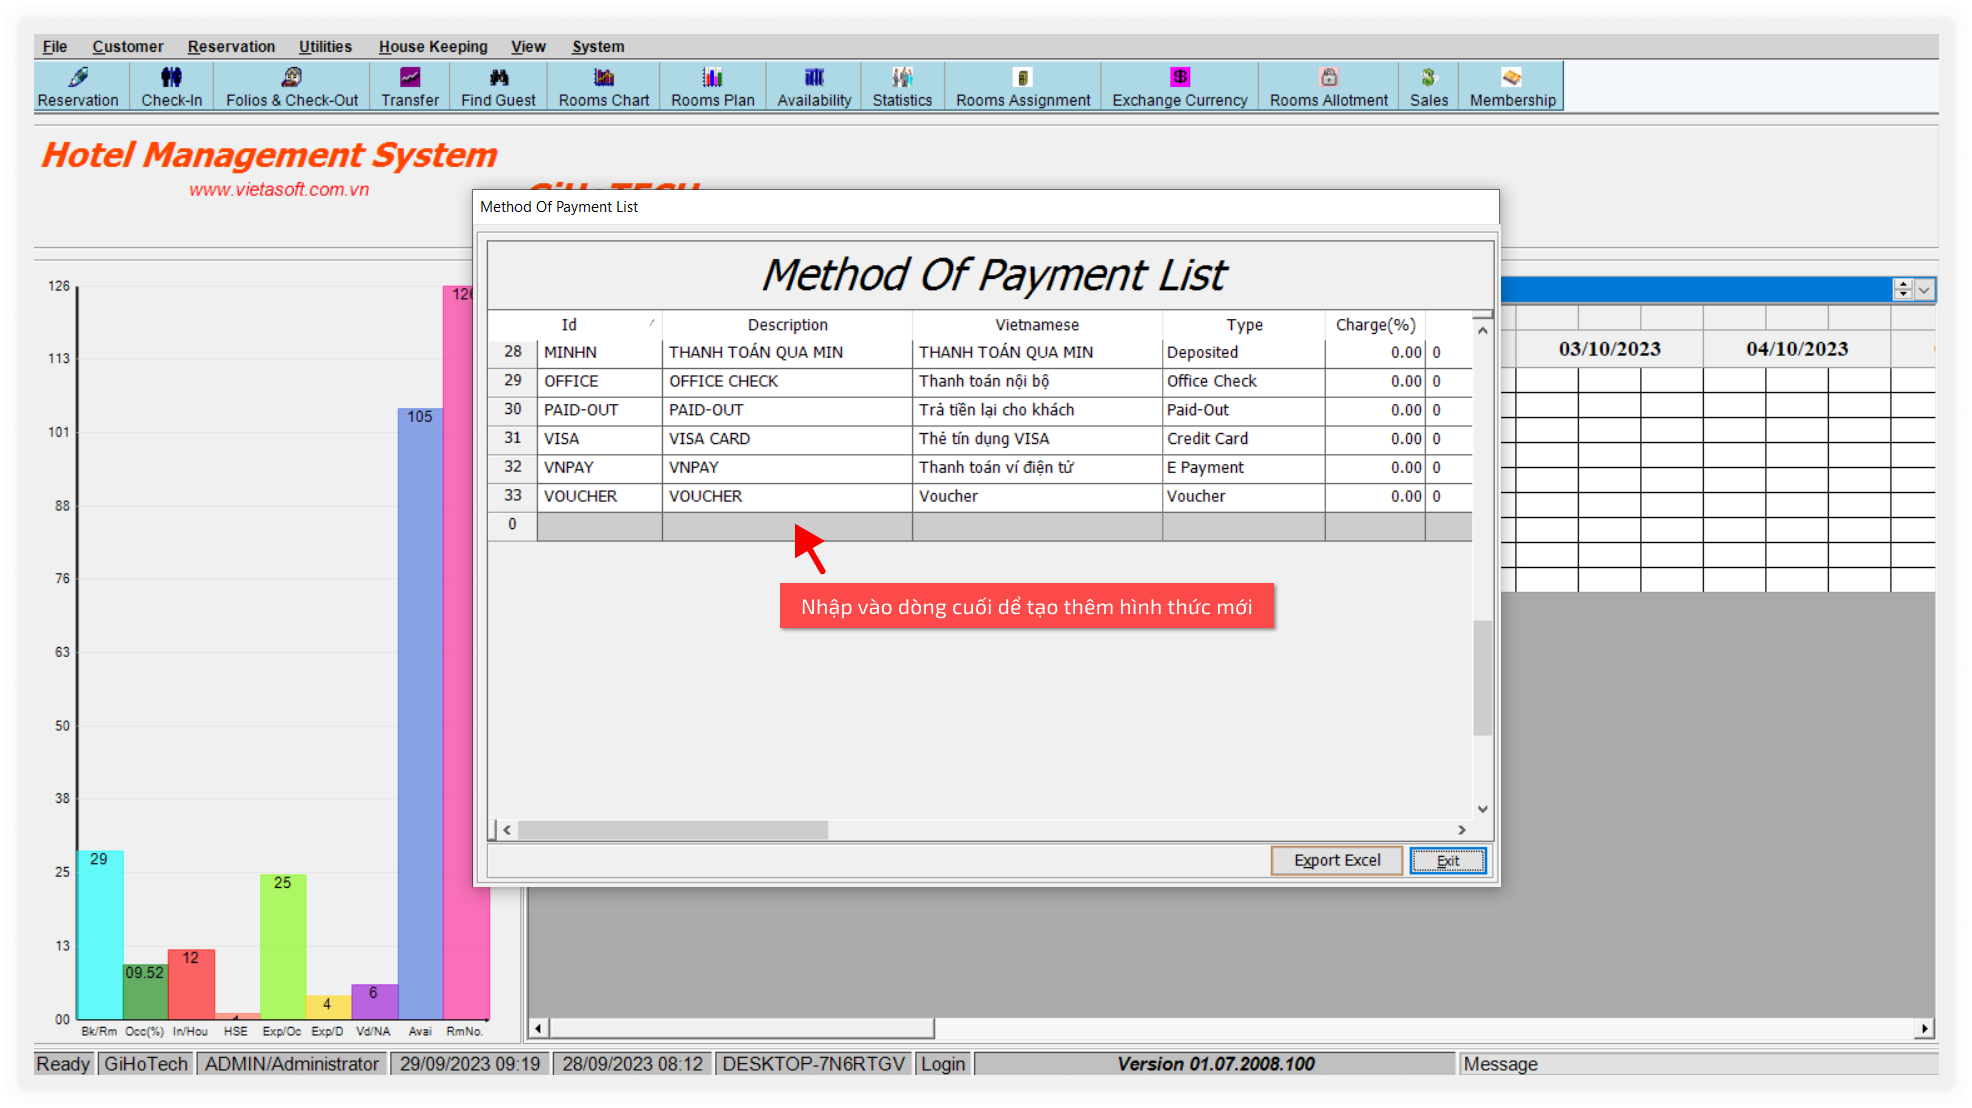 File Customer Reservation Utilities House Keeping View System
Reservation Check-In Folios & Check-Out Transfer Find Guest Rooms Chart Rooms Plan Availability Statistics Rooms Assignment Exchange Currency Rooms Allotment Sales Membership
Hotel Management System
www.vietasoft.com.vn
GiHoTECH
Method Of Payment List
Method Of Payment List
Id Description Vietnamese Type Charge(%)
28 MINHN THANH TOÁN QUA MIN THANH TOÁN QUA MIN Deposited 0.00 0
29 OFFICE OFFICE CHECK Thanh toán nội bộ Office Check 0.00 0
30 PAID-OUT PAID-OUT Trả tiền lại cho khách Paid-Out 0.00 0
31 VISA VISA CARD Thẻ tín dụng VISA Credit Card 0.00 0
32 VNPAY VNPAY Thanh toán ví điện tử E Payment 0.00 0
33 VOUCHER VOUCHER Voucher Voucher 0.00 0
0
Nhập vào dòng cuối dể tạo thêm hình thức mới
Export Excel Exit
03/10/2023 04/10/2023
126
113
101
88
76
63
50
38
25
13
00
29 09.52 12 25 4 6 105 126
Bk/Rm Occ(%) In/Hou HSE Exp/Oc Exp/D Vd/NA Avai RmNo.
Ready GiHoTech ADMIN/Administrator 29/09/2023 09:19 28/09/2023 08:12 DESKTOP-7N6RTGV Login Version 01.07.2008.100 Message